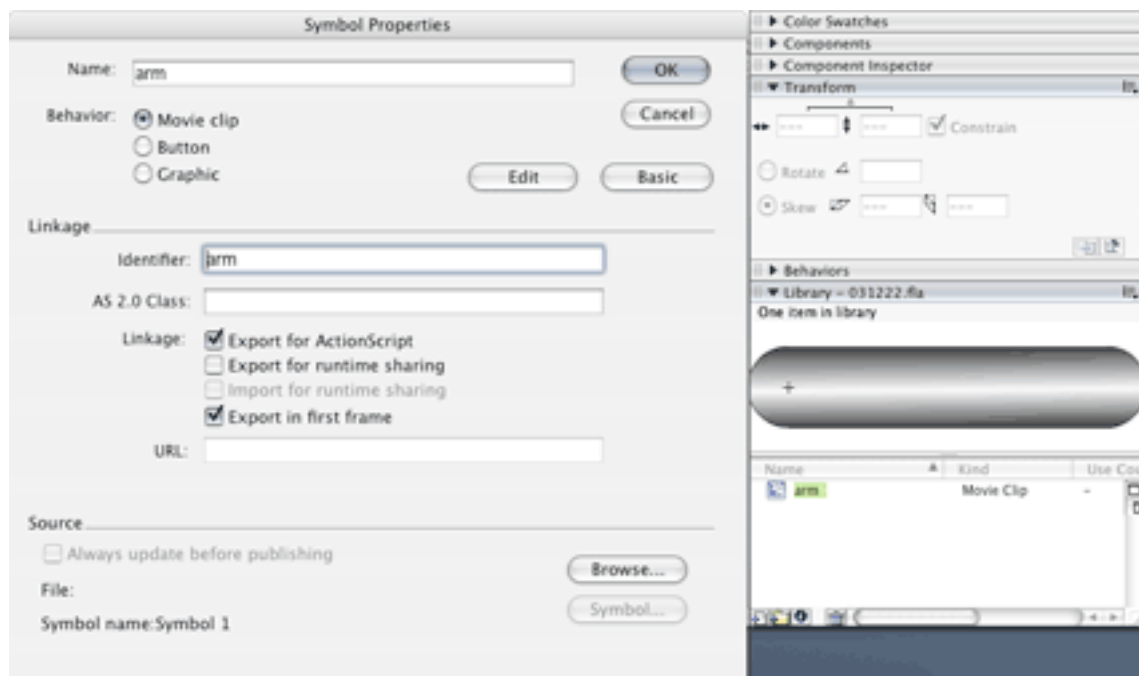 Symbol Properties
Name: arm
OK
Behavior: Movie clip
Cancel
Button
Graphic
Edit
Basic
Linkage
Identifier: arm
AS 2.0 Class:
Linkage: Export for ActionScript
Export for runtime sharing
Import for runtime sharing
Export in first frame
URL:
Source
Always update before publishing
Browse...
File:
Symbol...
Symbol name:Symbol 1
Color Swatches
Components
Component Inspector
Transform
--- --- Constrain
Rotate
Skew --- ---
Behaviors
Library - 031222.fla
One item in library
Name Kind Use Cou
arm Movie Clip -